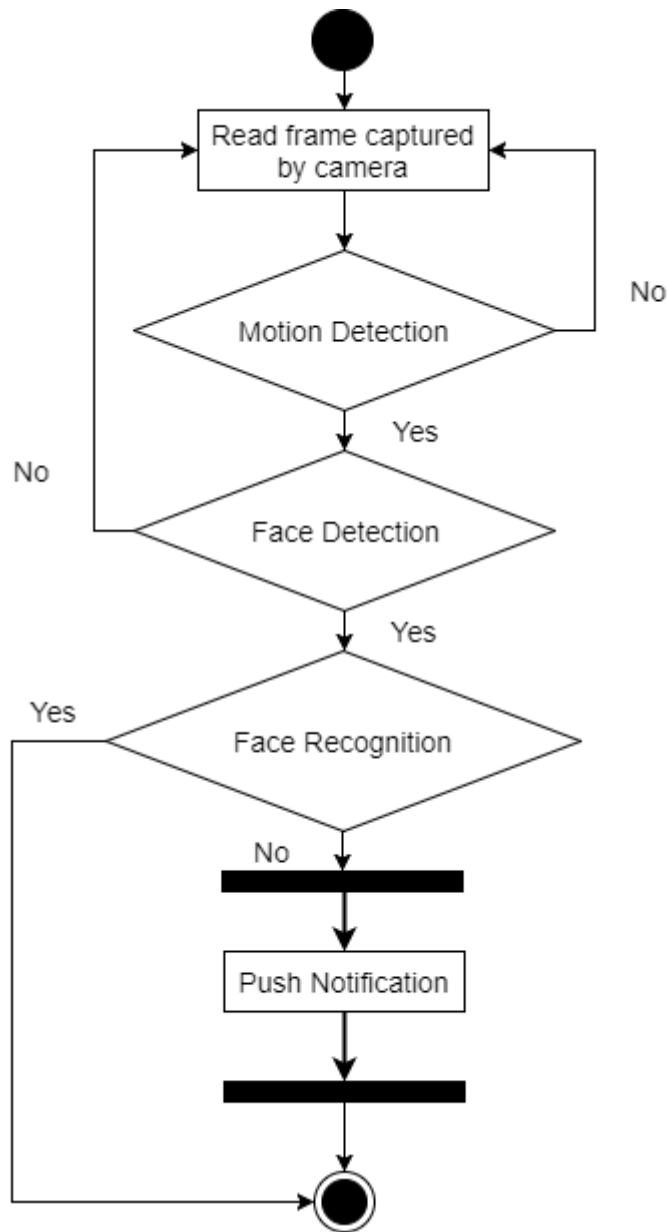 Read frame captured
by camera
No
Motion Detection
Yes
No
Face Detection
Yes
Yes
Face Recognition
No
Push Notification